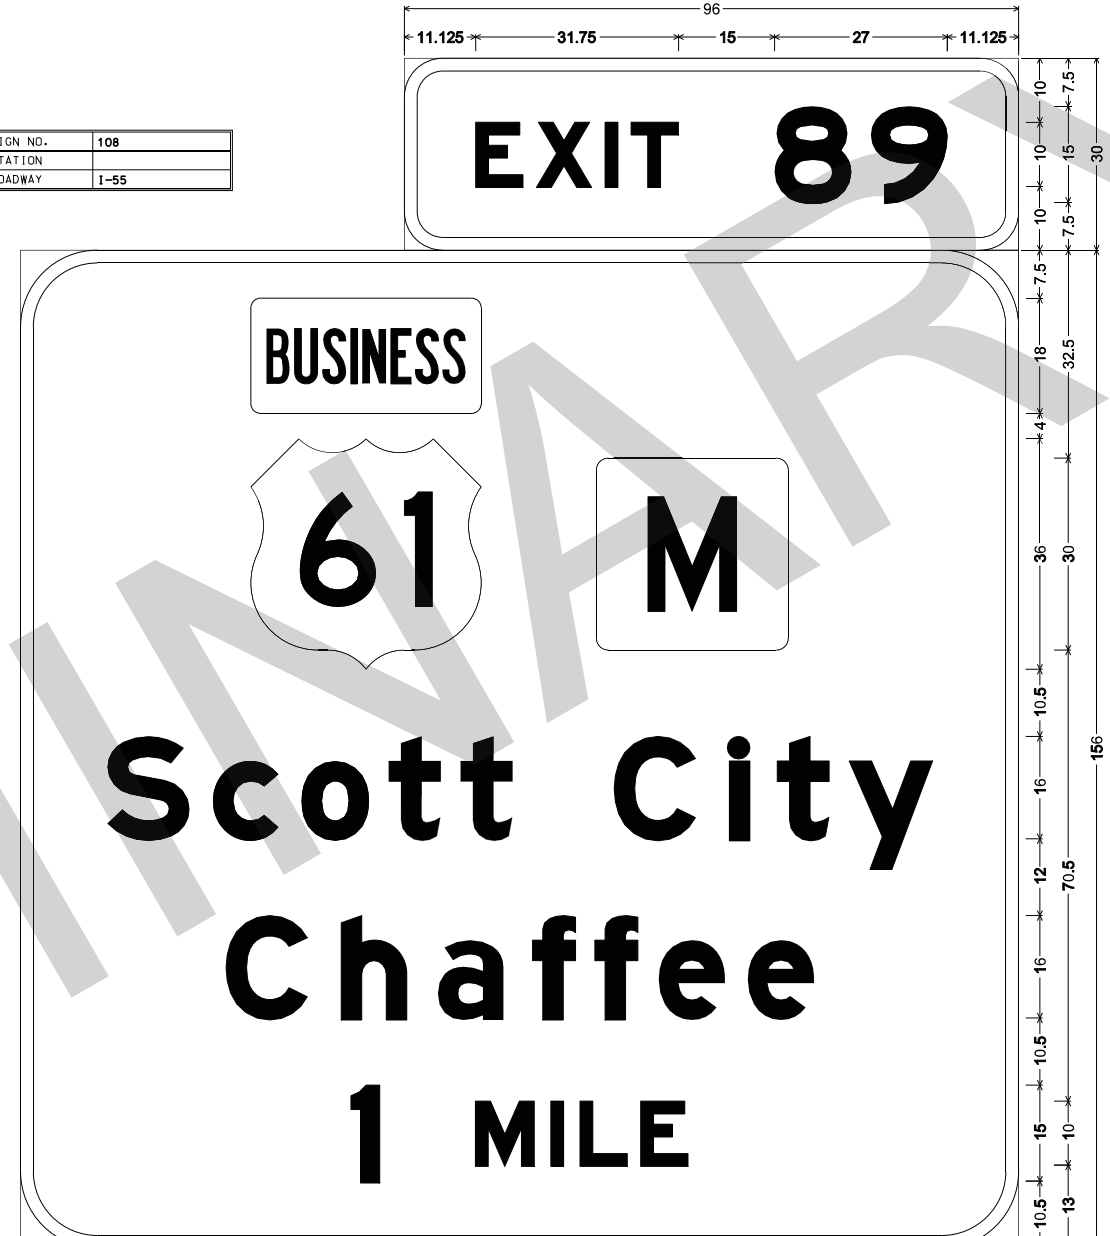 96
11.125 31.75 15 27 11.125
EXIT 89
10 10 10
7.5 15 7.5
30
IGN NO. 108
TATION
OADWAY I-55
BUSINESS
61 M
Scott City
Chaffee
1 MILE
7.5 18 4 36 10.5 16 12 16 10.5 15 10.5
32.5 30 70.5 10 13
156
INARY